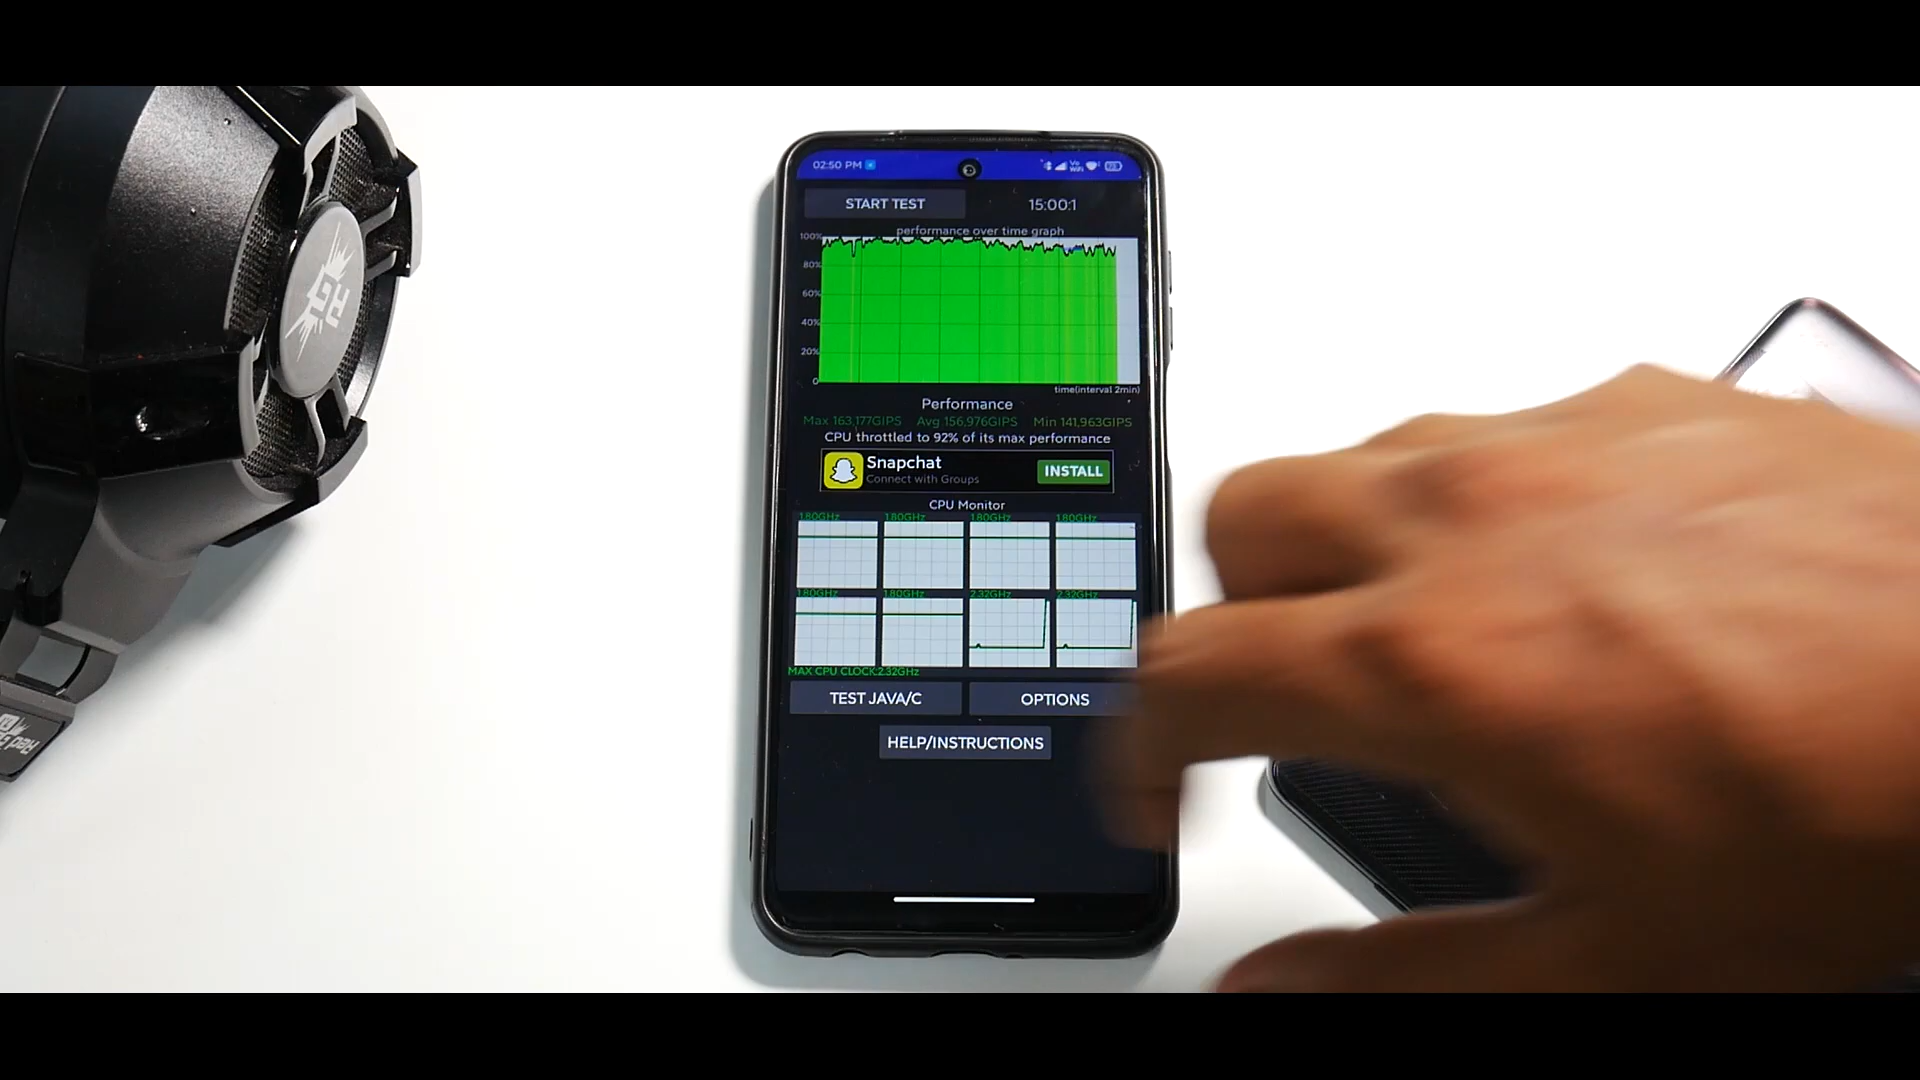 02:50 PM
Vo
WiFi
START TEST
15:00:1
performance over time graph
100%
80%
60%
40%
20%
0
time(interval 2min)
Performance
Max 163,177GIPS Avg 156,976GIPS Min 141,963GIPS
CPU throttled to 92% of its max performance
Snapchat
Connect with Groups
INSTALL
CPU Monitor
1.80GHz 1.80GHz 1.80GHz 1.80GHz
1.80GHz 1.80GHz 2.32GHz 2.32GHz
MAX CPU CLOCK:2.32GHz
TEST JAVA/C
OPTIONS
HELP/INSTRUCTIONS